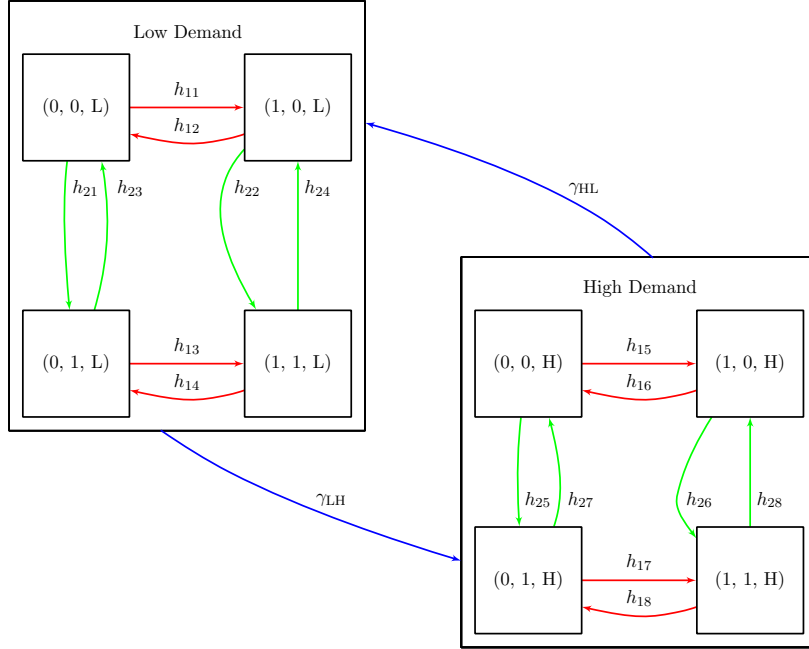 Low Demand
(0, 0, L)
h₁₁
(1, 0, L)
h₁₂
h₂₁
h₂₃
h₂₂
h₂₄
(0, 1, L)
h₁₃
(1, 1, L)
h₁₄
γHL
γLH
High Demand
(0, 0, H)
h₁₅
(1, 0, H)
h₁₆
h₂₅
h₂₇
h₂₆
h₂₈
(0, 1, H)
h₁₇
(1, 1, H)
h₁₈